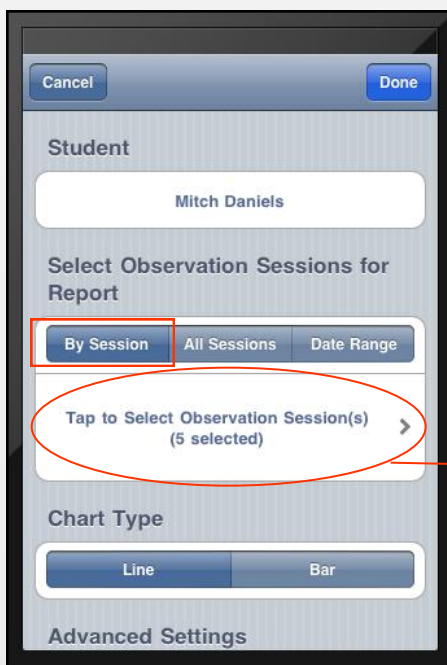 Cancel
Done
Student
Mitch Daniels
Select Observation Sessions for
Report
By Session
All Sessions
Date Range
Tap to Select Observation Session(s)
(5 selected)
Chart Type
Line
Bar
Advanced Settings